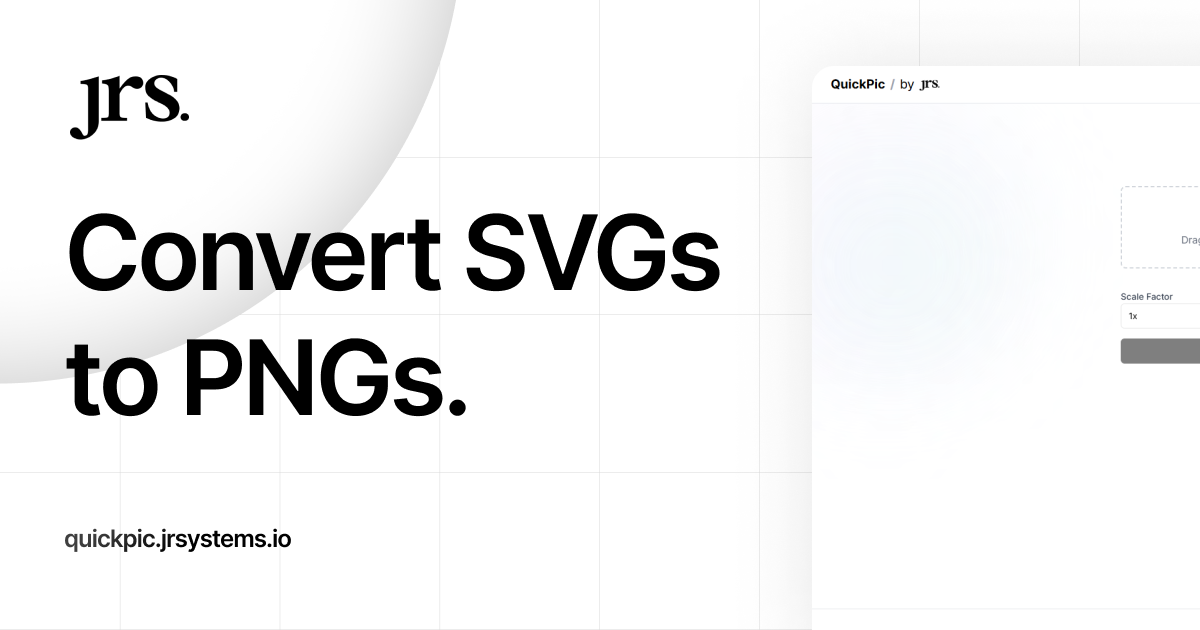 jrs.
Convert SVGs
to PNGs.
quickpic.jrsystems.io
QuickPic / by jrs.
Scale Factor
1x